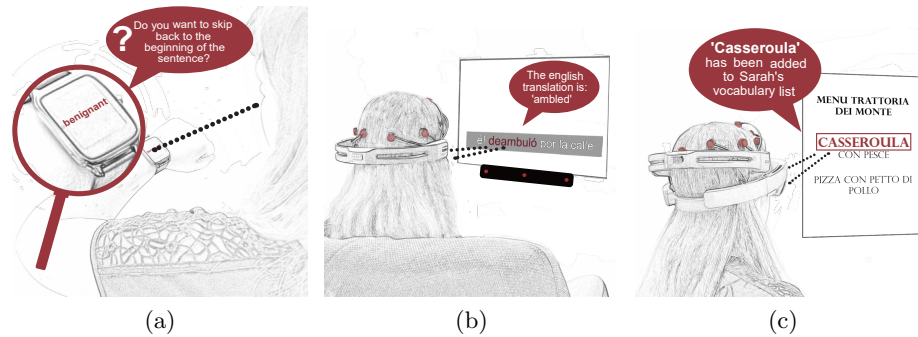 ? Do you want to skip
back to the
beginning of the
sentence?
benignant
(a)
The english
translation is:
'ambled'
él deambuló por la calle
(b)
'Casseroula'
has been added
to Sarah's
vocabulary list
MENU TRATTORIA
DEI MONTE
CASSEROULA
CON PESCE
PIZZA CON PETTO DI
POLLO
(c)